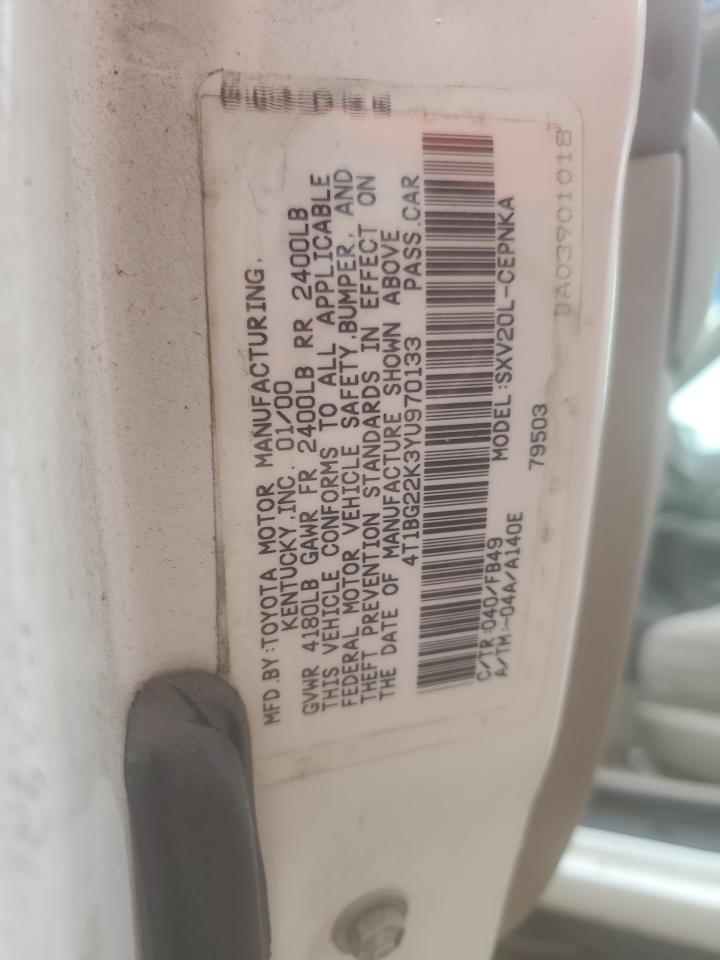 MFD.BY:TOYOTA MOTOR MANUFACTURING,
KENTUCKY,INC. 01/00
GVWR 4180LB GAWR FR 2400LB RR 2400LB
THIS VEHICLE CONFORMS TO ALL APPLICABLE
FEDERAL MOTOR VEHICLE SAFETY,BUMPER, AND
THEFT PREVENTION STANDARDS IN EFFECT ON
THE DATE OF MANUFACTURE SHOWN ABOVE
4T1BG22K3YU970133 PASS.CAR
MODEL:SXV20L-CEPNKA
C/TR:040/FB49
A/TM:-04A/A140E
79503
BA03901018